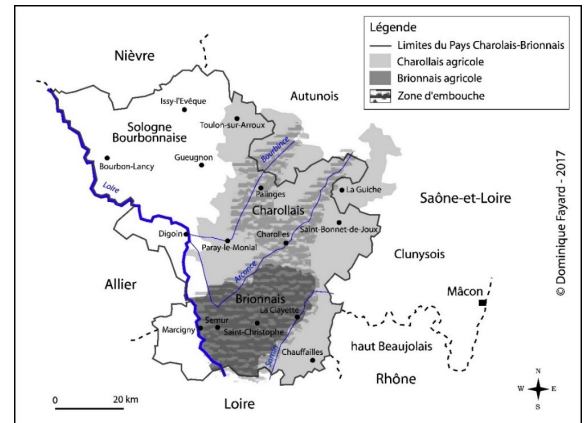 Légende
Limites du Pays Charolais-Brionnais
Charollais agricole
Brionnais agricole
Zone d'embouche
Nièvre
Autunois
Issy-l'Evêque
Toulon-sur-Arroux
Sologne
Bourbonnaise
Bourbon-Lancy
Gueugnon
Bourbince
Loire
Palinges
La Guiche
Charollais
Saône-et-Loire
Digoin
Paray-le-Monial
Charolles
Saint-Bonnet-de-Joux
Clunysois
Arconce
Allier
Mâcon
Brionnais
La Clayette
Semur
Marcigny
Saint-Christophe
Sornin
Chauffailles
haut Beaujolais
Rhône
Loire
0
20 km
N
W
E
S
© Dominique Fayard - 2017